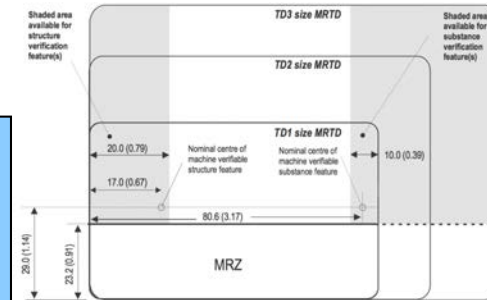 Shaded area
available for
structure
verification
feature(s)
TD3 size MRTD
Shaded area
available for
substance
verification
feature(s)
TD2 size MRTD
TD1 size MRTD
20.0 (0.79)
Nominal centre of
machine verifiable
structure feature
Nominal centre of
machine verifiable
substance feature
10.0 (0.39)
17.0 (0.67)
80.6 (3.17)
29.0 (1.14)
23.2 (0.91)
MRZ